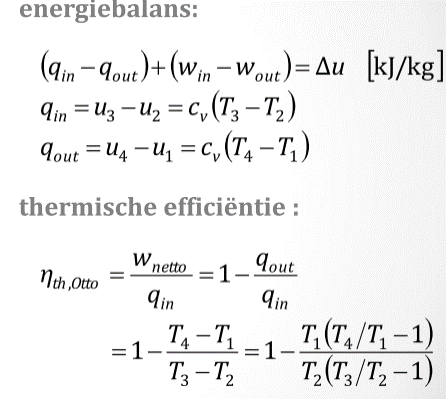 energiebalans:
(q_in − q_out) + (w_in − w_out) = Δu [kJ/kg]
q_in = u_3 − u_2 = c_v(T_3 − T_2)
q_out = u_4 − u_1 = c_v(T_4 − T_1)
thermische efficiëntie :
η_th,Otto = w_netto / q_in = 1 − q_out / q_in
= 1 − (T_4 − T_1) / (T_3 − T_2) = 1 − T_1(T_4/T_1 − 1) / T_2(T_3/T_2 − 1)